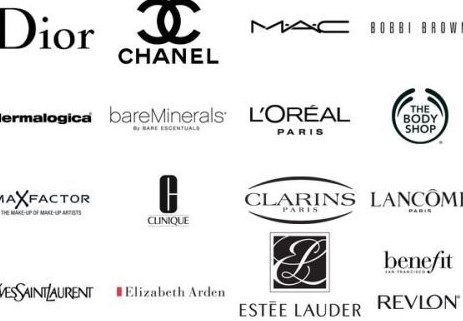 Dior
CHANEL
M·A·C
BOBBI BROWN
dermalogica
bareMinerals
By BARE ESCENTUALS
L'ORÉAL
PARIS
THE
BODY
SHOP
MAXFACTOR
THE MAKE-UP OF MAKE-UP ARTISTS
C
CLINIQUE
CLARINS
PARIS
LANCÔME
PARIS
YVESSAINTLAURENT
Elizabeth Arden
EL
ESTĒE LAUDER
benefit
SAN FRANCISCO
REVLON